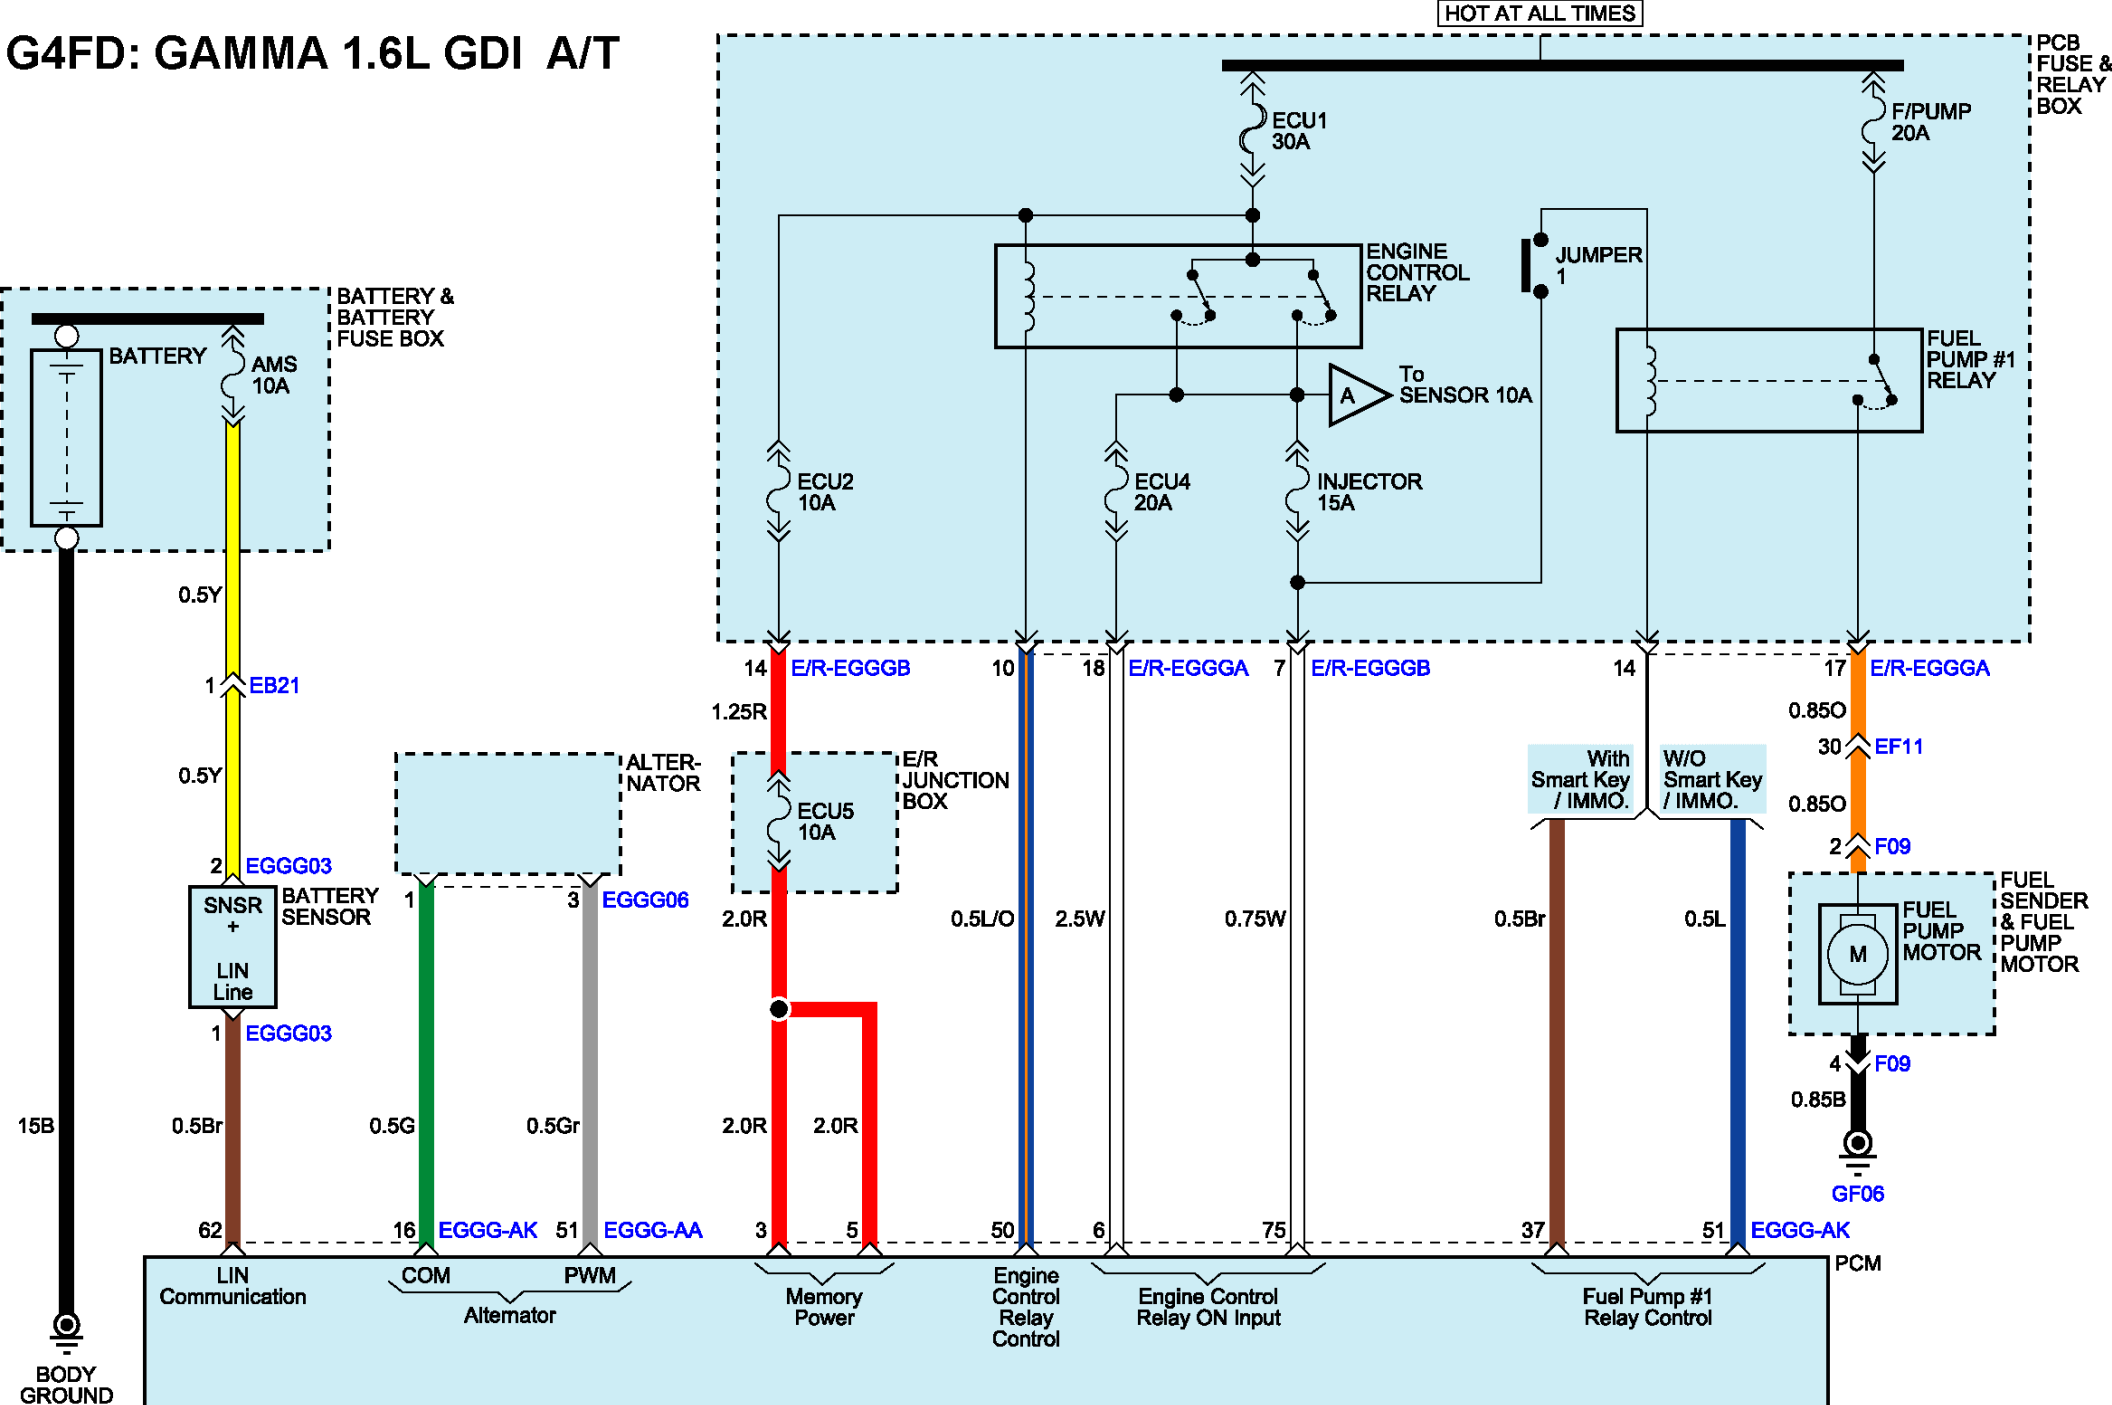 HOT AT ALL TIMES
G4FD: GAMMA 1.6L GDI A/T
PCB
FUSE &
RELAY
BOX
ECU1
30A
F/PUMP
20A
ENGINE
CONTROL
RELAY
JUMPER
1
BATTERY &
BATTERY
FUSE BOX
BATTERY
AMS
10A
FUEL
PUMP #1
RELAY
A
To
SENSOR 10A
ECU2
10A
ECU4
20A
INJECTOR
15A
0.5Y
1 EB21
0.5Y
14 E/R-EGGGB
10
18 E/R-EGGGA
7 E/R-EGGGB
14
17 E/R-EGGGA
1.25R
0.85O
30 EF11
0.85O
2 F09
ALTER-
NATOR
E/R
JUNCTION
BOX
ECU5
10A
With
Smart Key
/ IMMO.
W/O
Smart Key
/ IMMO.
2 EGGG03
SNSR
+
LIN
Line
BATTERY
SENSOR
1 EGGG03
1
3 EGGG06
2.0R
0.5L/O
2.5W
0.75W
0.5Br
0.5L
FUEL
PUMP
MOTOR
M
FUEL
SENDER
& FUEL
PUMP
MOTOR
4 F09
0.85B
GF06
15B
0.5Br
0.5G
0.5Gr
2.0R
2.0R
62
16 EGGG-AK
51 EGGG-AA
3
5
50
6
75
37
51 EGGG-AK
PCM
LIN
Communication
COM
PWM
Alternator
Memory
Power
Engine
Control
Relay
Control
Engine Control
Relay ON Input
Fuel Pump #1
Relay Control
BODY
GROUND